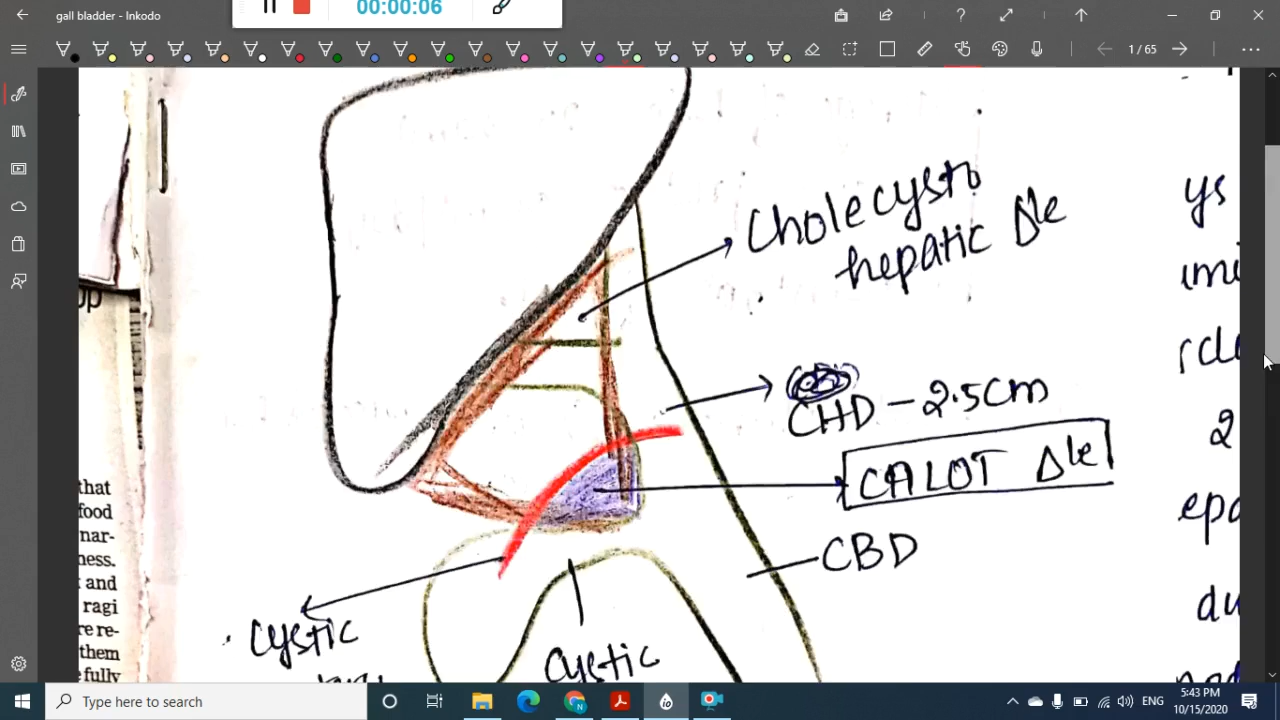 gall bladder - Inkodo
00:00:06
1 / 65
Cholecysto
hepatic Δle
CHD - 2.5cm
CALOT Δle
CBD
Cystic
Cystic
that
food
nar-
ness.
and
ragi
re re-
them
fully
ys
2
du
Type here to search
ENG
5:43 PM
10/15/2020